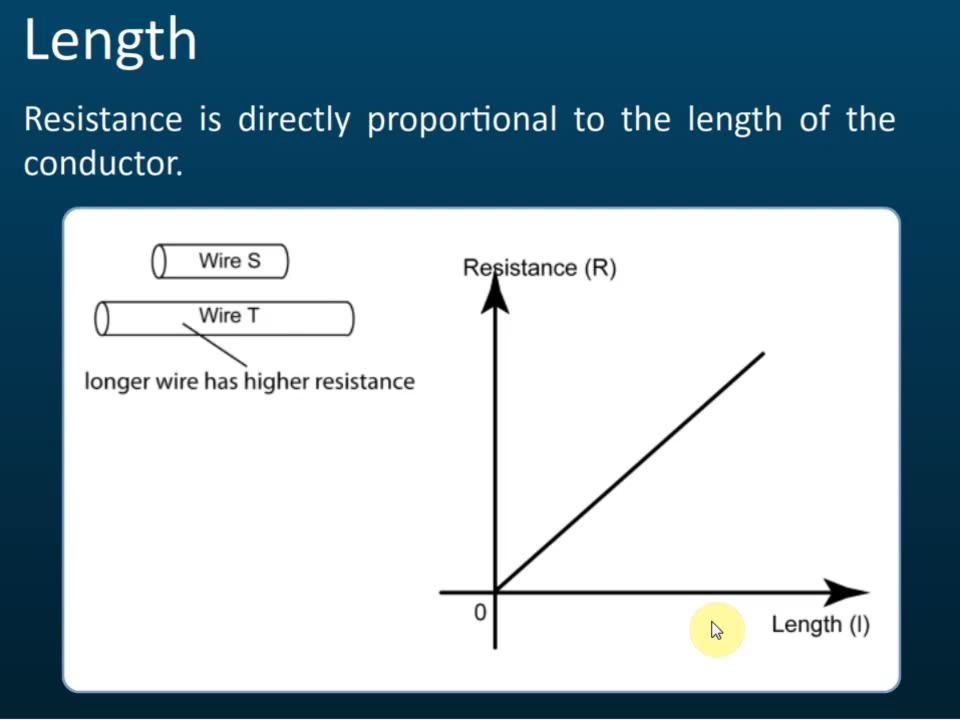 Length
Resistance is directly proportional to the length of the
conductor.
Wire S
Wire T
longer wire has higher resistance
Resistance (R)
0
Length (l)